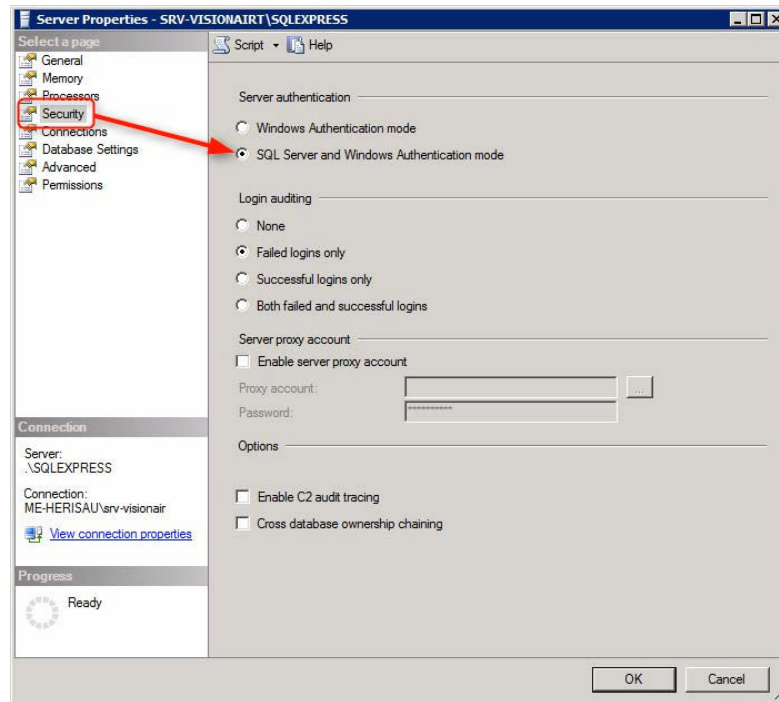 Server Properties - SRV-VISIONAIRT\SQLEXPRESS
Select a page
General
Memory
Processors
Security
Connections
Database Settings
Advanced
Permissions
Script
Help
Server authentication
Windows Authentication mode
SQL Server and Windows Authentication mode
Login auditing
None
Failed logins only
Successful logins only
Both failed and successful logins
Server proxy account
Enable server proxy account
Proxy account:
...
Password:
**********
Options
Enable C2 audit tracing
Cross database ownership chaining
Connection
Server:
.\SQLEXPRESS
Connection:
ME-HERISAU\srv-visionair
View connection properties
Progress
Ready
OK
Cancel